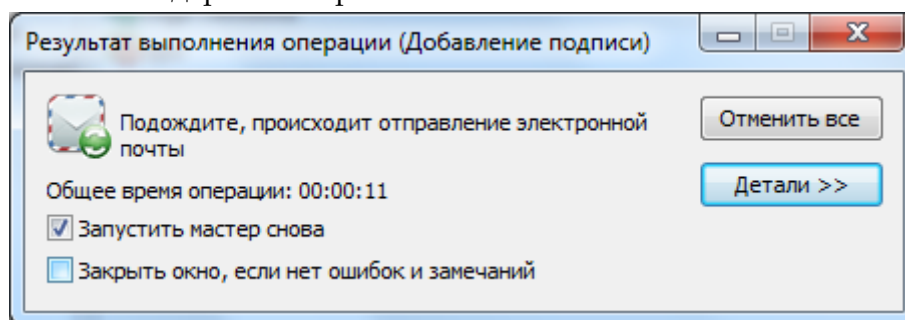 Результат выполнения операции (Добавление подписи)
Подождите, происходит отправление электронной
почты
Отменить все
Общее время операции: 00:00:11
Детали >>
Запустить мастер снова
Закрыть окно, если нет ошибок и замечаний